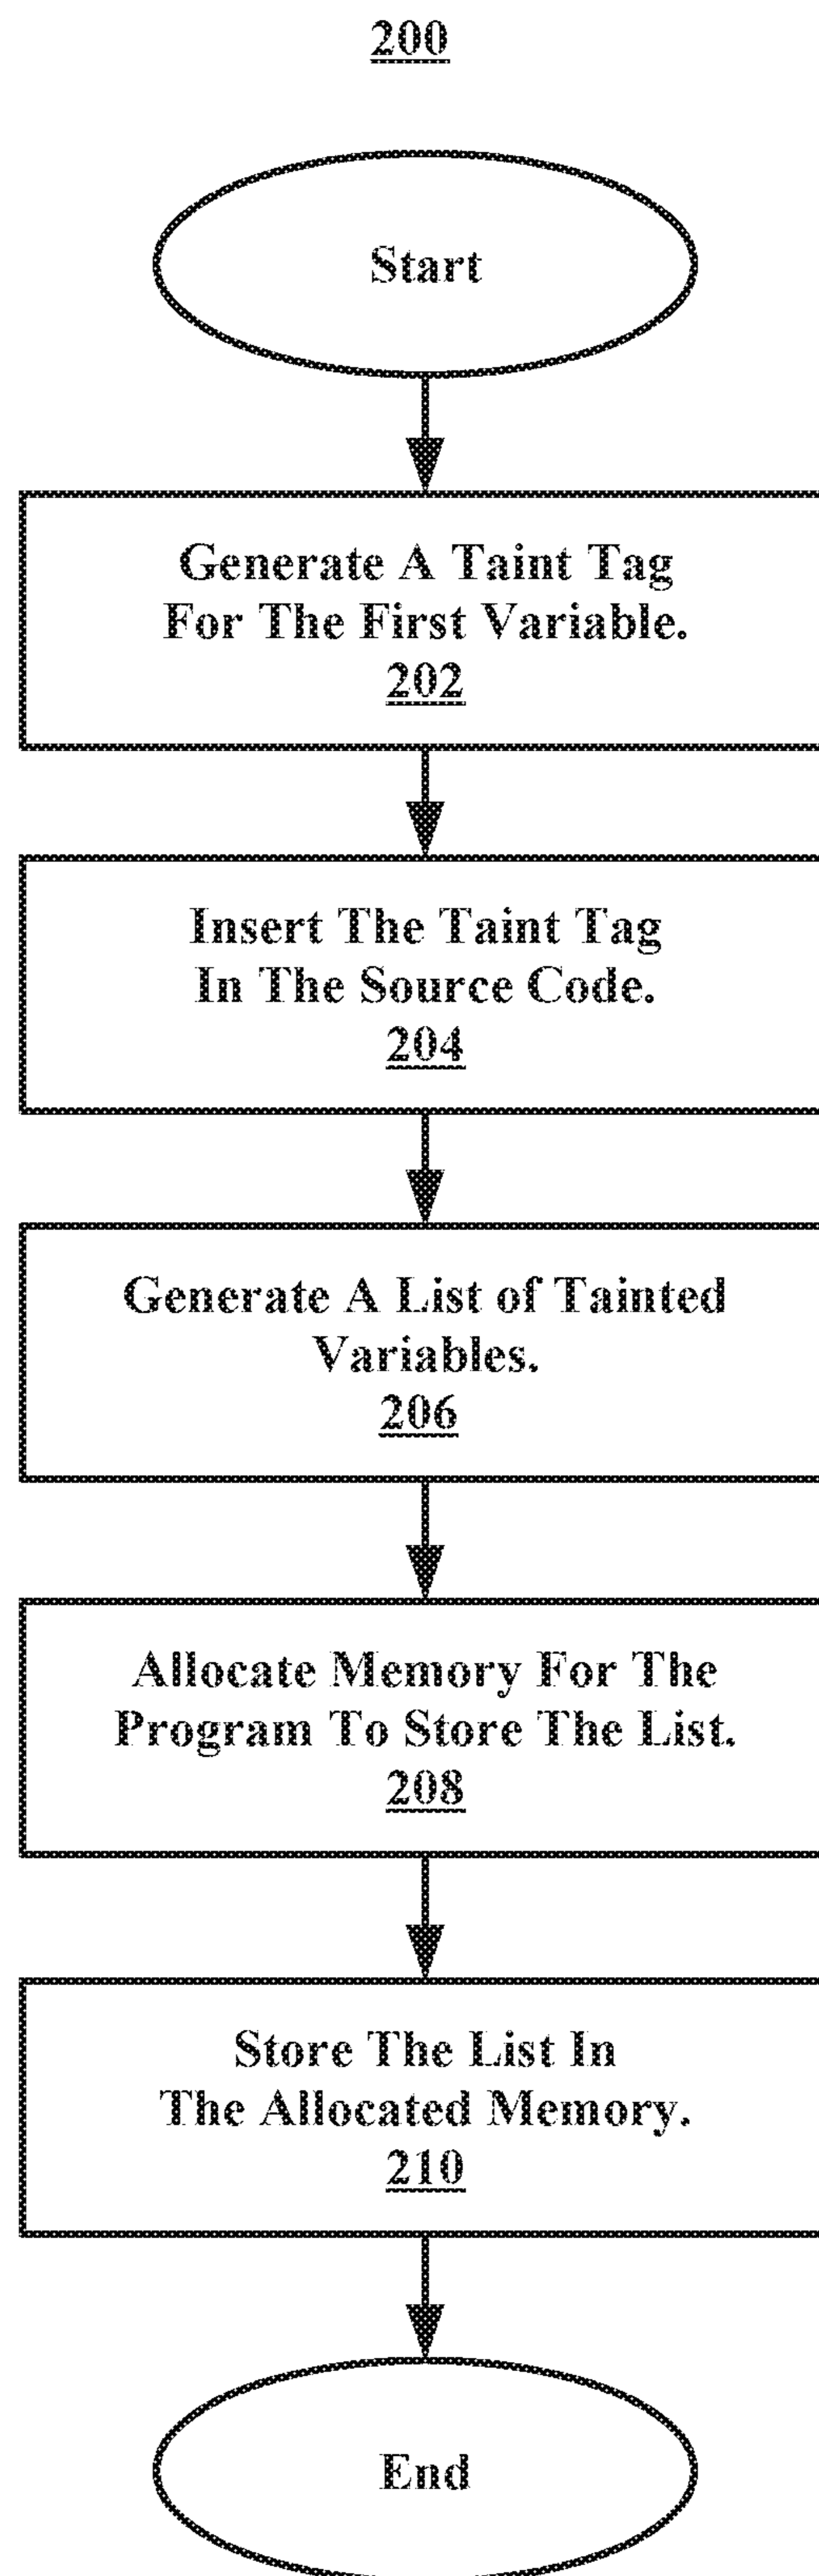 200
Start
Generate A Taint Tag
For The First Variable.
202
Insert The Taint Tag
In The Source Code.
204
Generate A List of Tainted
Variables.
206
Allocate Memory For The
Program To Store The List.
208
Store The List In
The Allocated Memory.
210
End